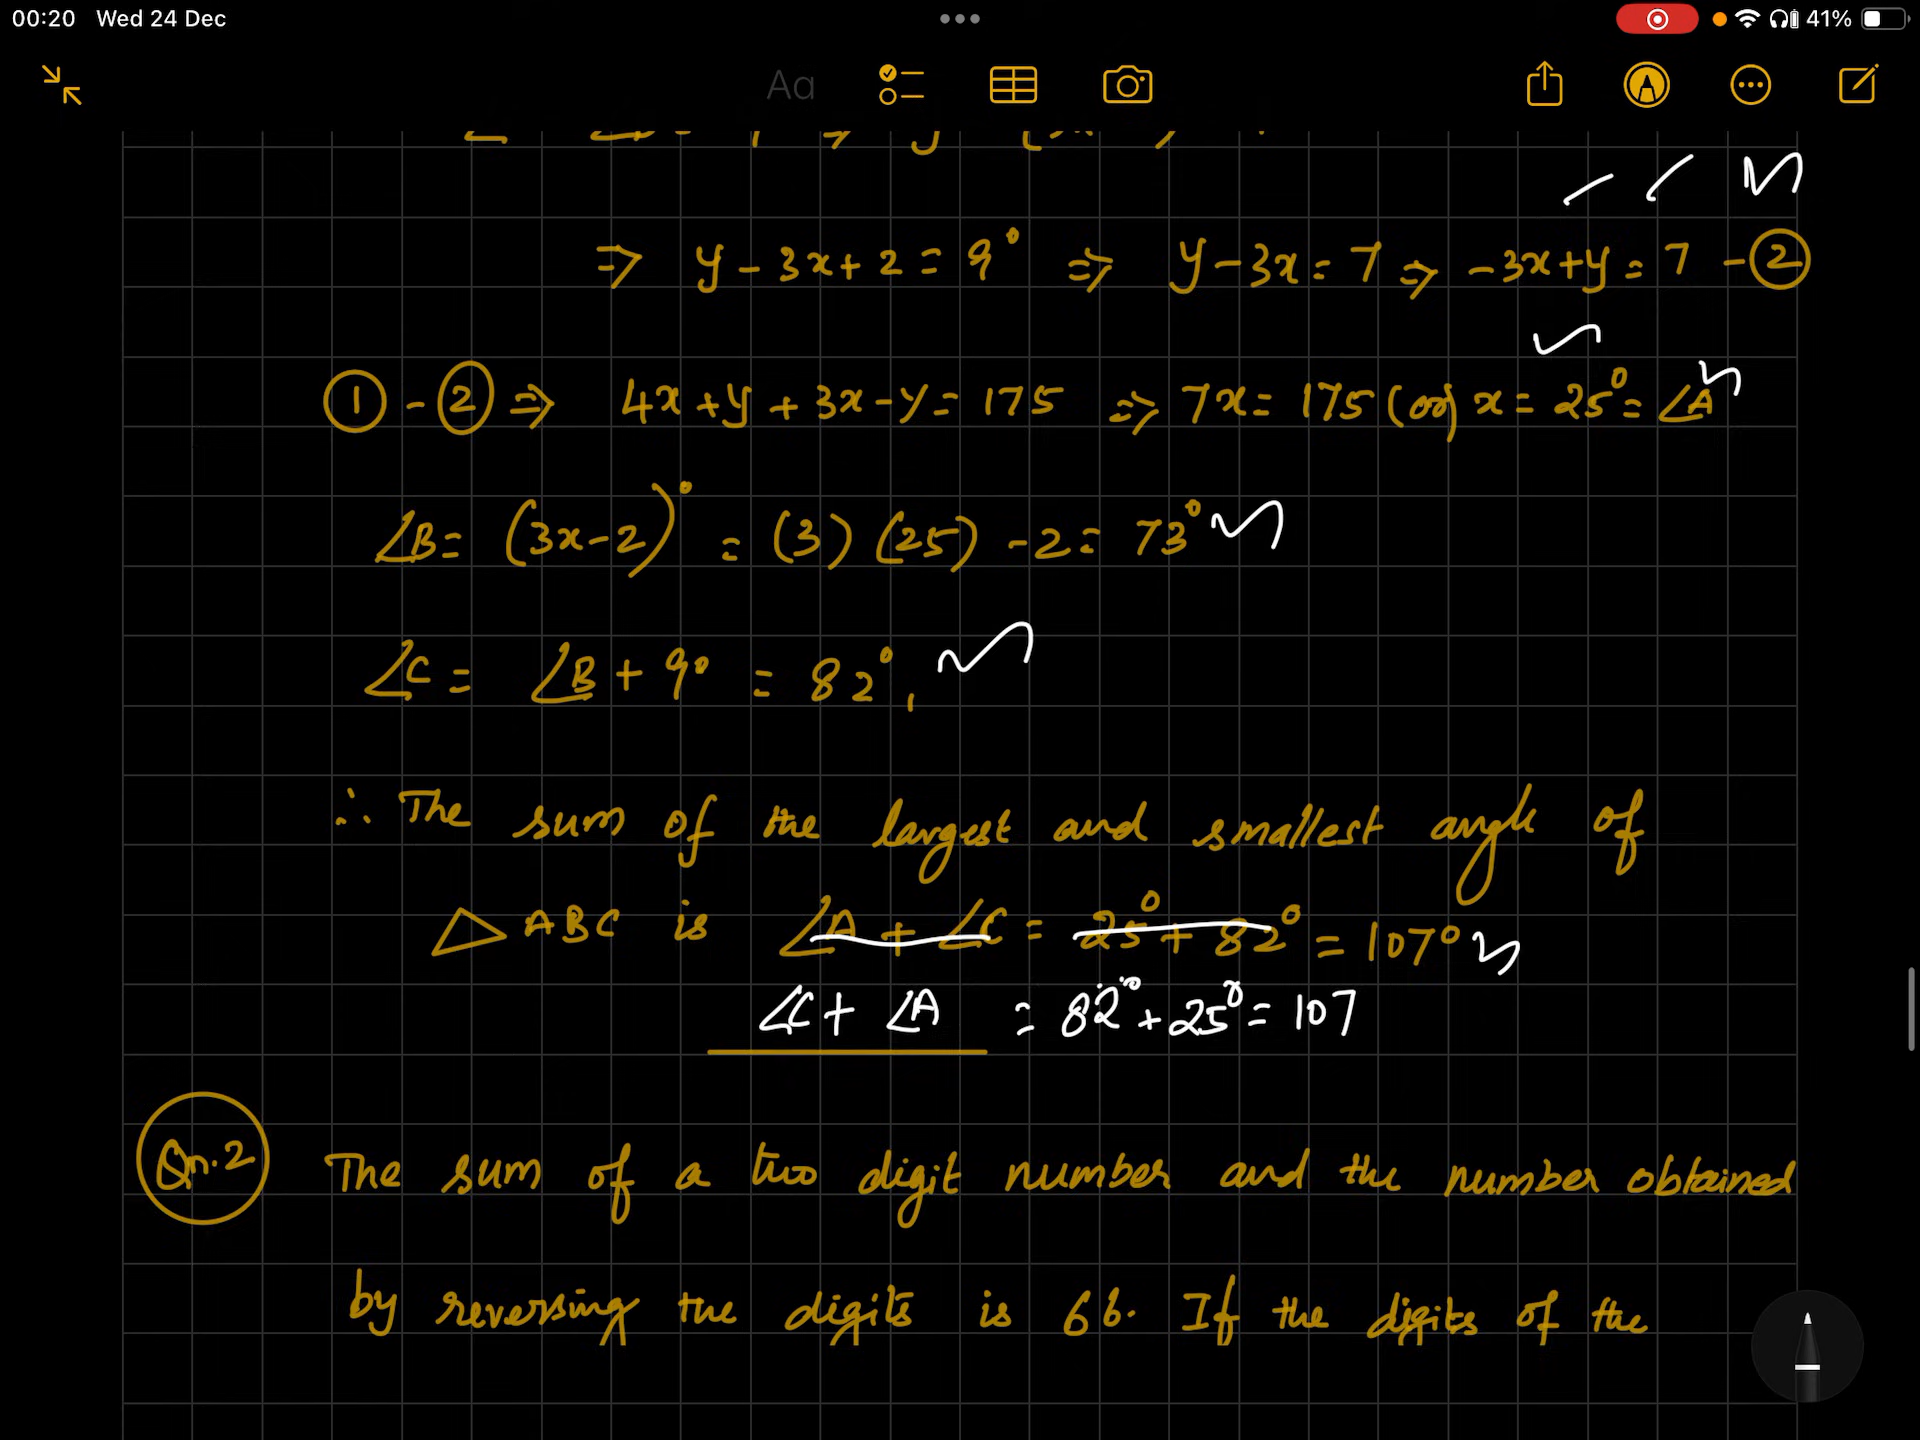 00:20 Wed 24 Dec 41%
Aa
⇒ y - 3x + 2 = 9° ⇒ y - 3x = 7 ⇒ -3x + y = 7 - ②
① - ② ⇒ 4x + y + 3x - y = 175 ⇒ 7x = 175 (or) x = 25° = ∠A
∠B = (3x-2)° = (3) (25) - 2 = 73°
∠C = ∠B + 9° = 82°,
∴ The sum of the largest and smallest angle of
△ ABC is ∠A + ∠C = 25° + 82° = 107°
∠C + ∠A = 82° + 25° = 107
Qn.2 The sum of a two digit number and the number obtained
by reversing the digits is 66. If the digits of the